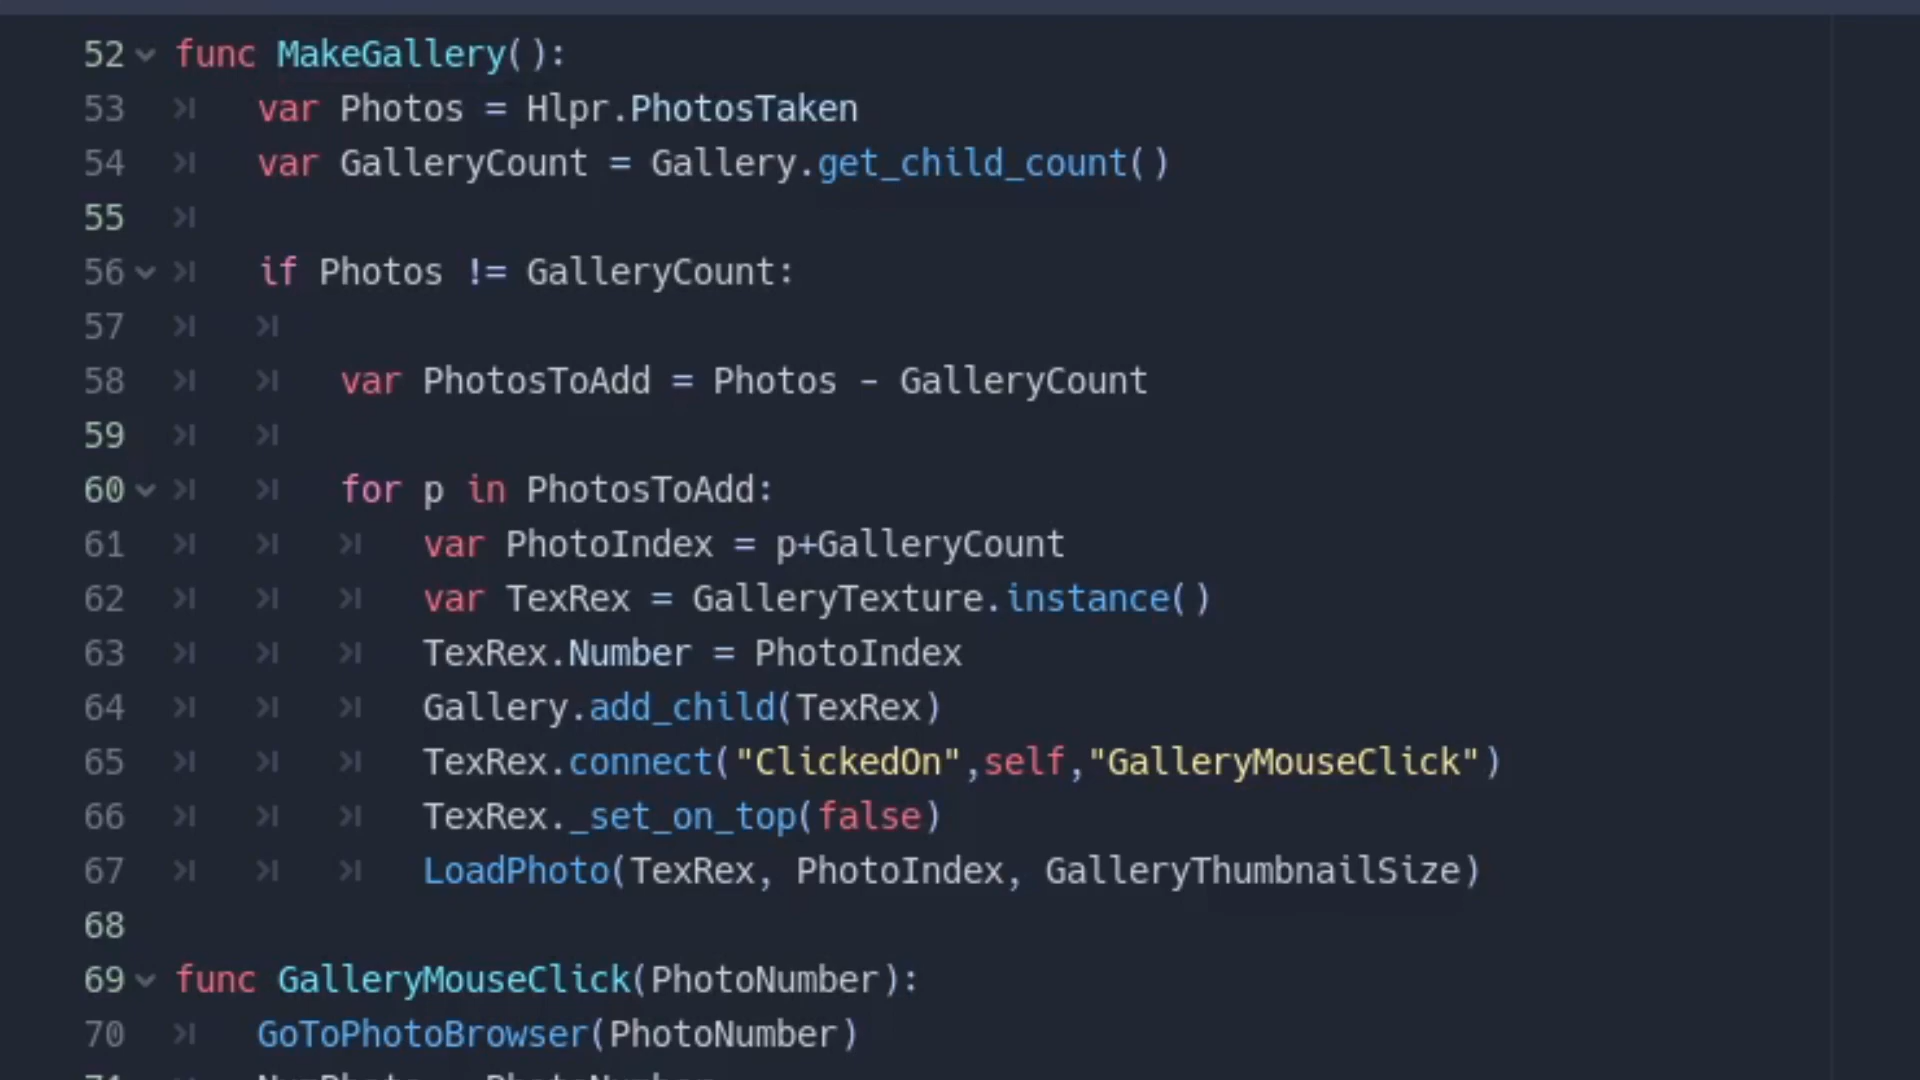 52 func MakeGallery():
53 var Photos = Hlpr.PhotosTaken
54 var GalleryCount = Gallery.get_child_count()
55
56 if Photos != GalleryCount:
57
58 var PhotosToAdd = Photos - GalleryCount
59
60 for p in PhotosToAdd:
61 var PhotoIndex = p+GalleryCount
62 var TexRex = GalleryTexture.instance()
63 TexRex.Number = PhotoIndex
64 Gallery.add_child(TexRex)
65 TexRex.connect("ClickedOn",self,"GalleryMouseClick")
66 TexRex._set_on_top(false)
67 LoadPhoto(TexRex, PhotoIndex, GalleryThumbnailSize)
68
69 func GalleryMouseClick(PhotoNumber):
70 GoToPhotoBrowser(PhotoNumber)